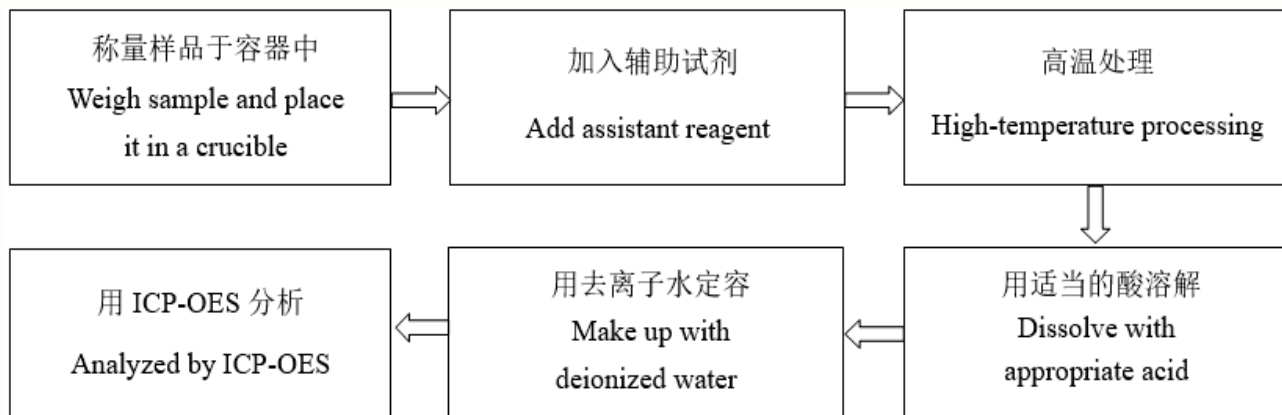 称量样品于容器中
Weigh sample and place
it in a crucible
加入辅助试剂
Add assistant reagent
高温处理
High-temperature processing
用适当的酸溶解
Dissolve with
appropriate acid
用去离子水定容
Make up with
deionized water
用 ICP-OES 分析
Analyzed by ICP-OES